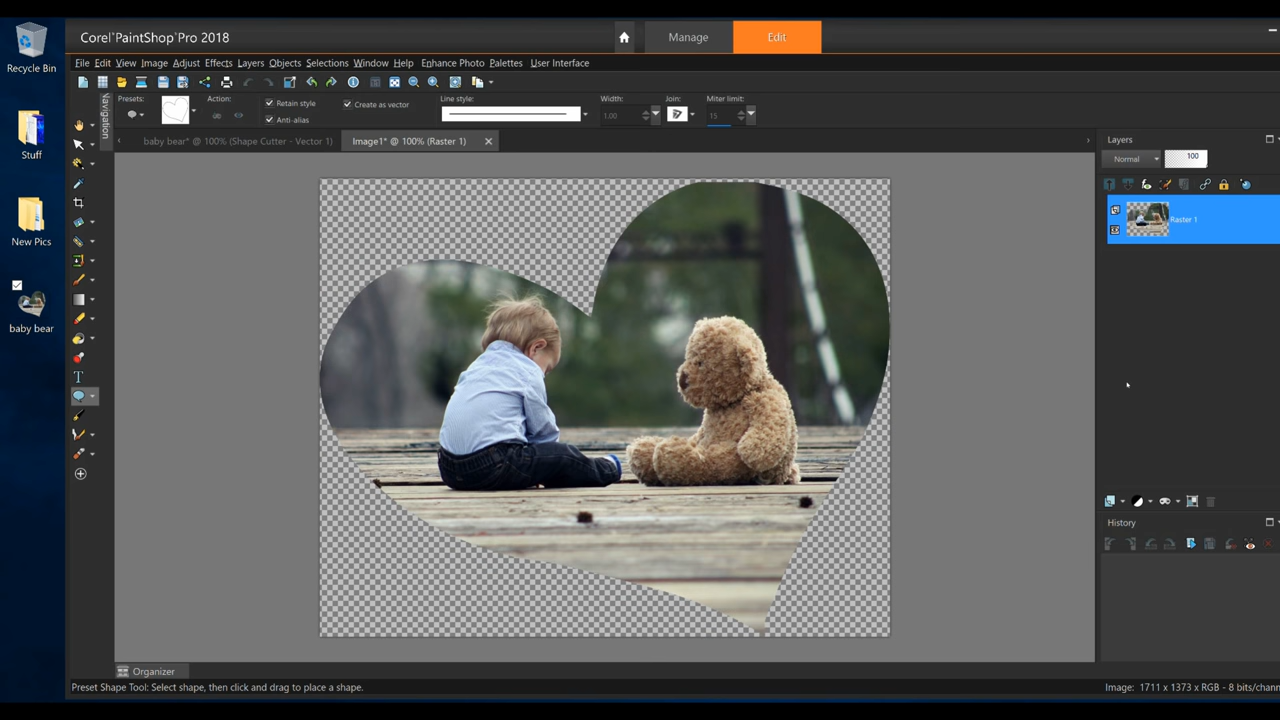 Recycle Bin
Stuff
New Pics
baby bear
Corel PaintShop Pro 2018
Manage
Edit
File Edit View Image Adjust Effects Layers Objects Selections Window Help Enhance Photo Palettes User Interface
Presets:
Action:
Retain style
Anti-alias
Create as vector
Line style:
Width:
1.00
Join:
Miter limit:
15
Navigation
baby bear* @ 100% (Shape Cutter - Vector 1)
Image1* @ 100% (Raster 1)
Layers
Normal
100
Raster 1
History
Organizer
Preset Shape Tool: Select shape, then click and drag to place a shape.
Image: 1711 x 1373 x RGB - 8 bits/chann